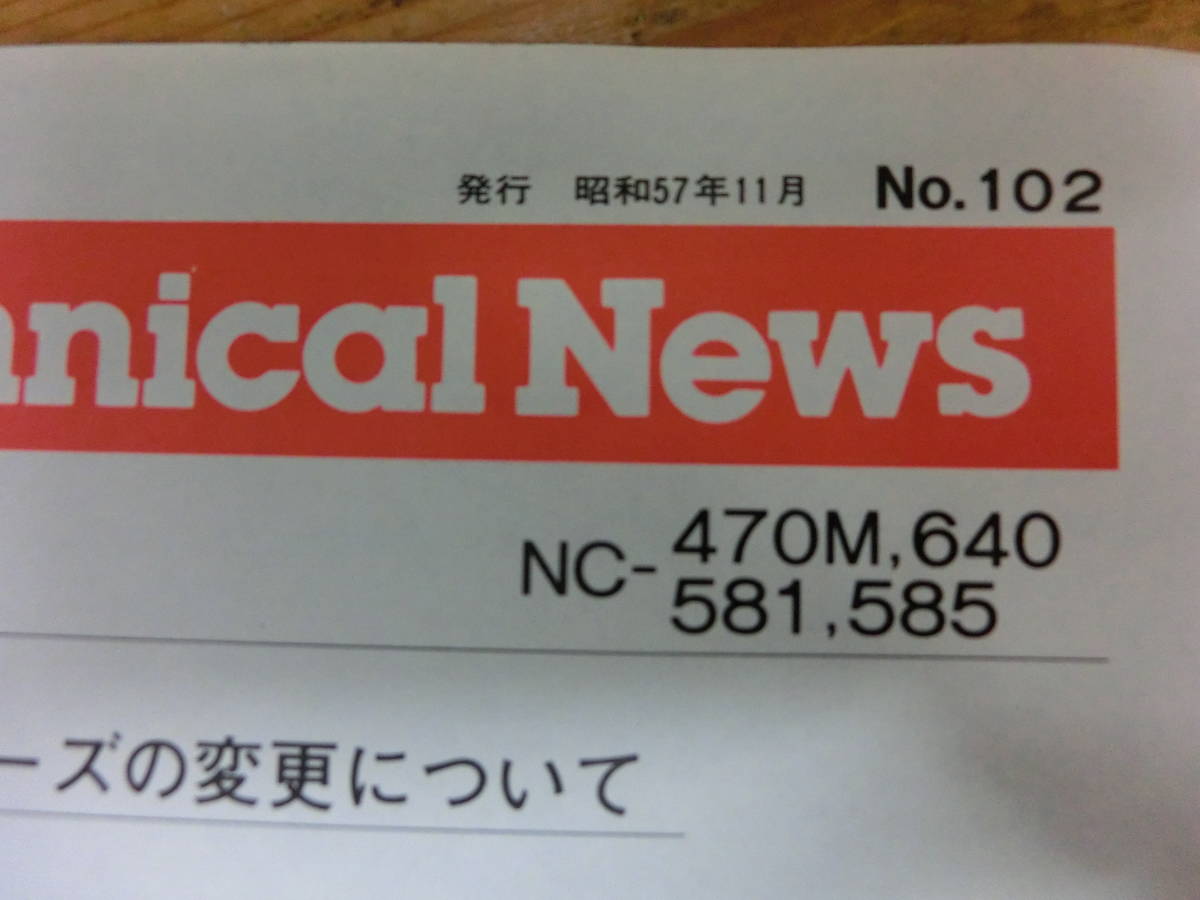 発行 昭和57年11月 No.102
nical News
NC-470M,640
581,585
ーズの変更について